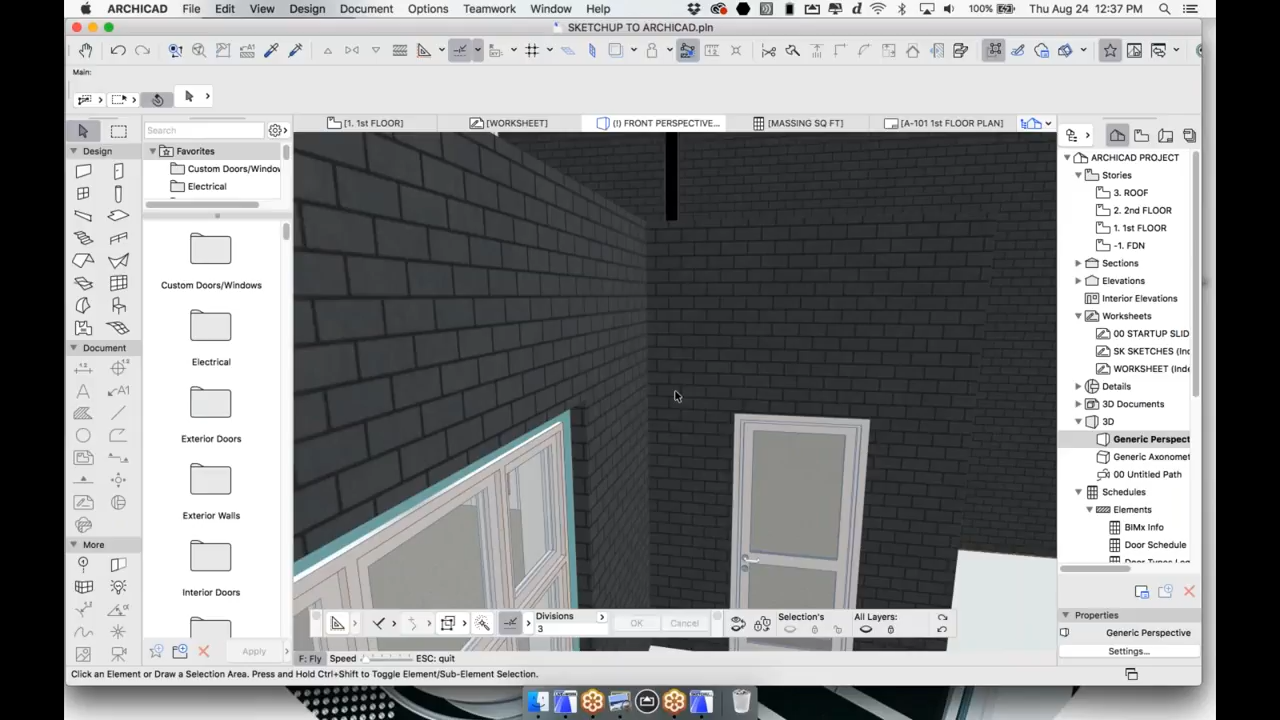 ARCHICAD File Edit View Design Document Options Teamwork Window Help 100% Thu Aug 24 12:37 PM
SKETCHUP TO ARCHICAD.pln
Main:
Search
[1. 1st FLOOR] [WORKSHEET] (!) FRONT PERSPECTIVE... [MASSING SQ FT] [A-101 1st FLOOR PLAN]
Design
Favorites
Custom Doors/Window
Electrical
Custom Doors/Windows
Electrical
Exterior Doors
Exterior Walls
Interior Doors
Apply
Document
More
ARCHICAD PROJECT
Stories
3. ROOF
2. 2nd FLOOR
1. 1st FLOOR
-1. FDN
Sections
Elevations
Interior Elevations
Worksheets
00 STARTUP SLID
SK SKETCHES (Inc
WORKSHEET (Inde
Details
3D Documents
3D
Generic Perspect
Generic Axonomet
00 Untitled Path
Schedules
Elements
BIMx Info
Door Schedule
Properties
Generic Perspective
Settings...
Divisions
3
OK
Cancel
Selection's
All Layers:
F: Fly Speed ESC: quit
Click an Element or Draw a Selection Area. Press and Hold Ctrl+Shift to Toggle Element/Sub-Element Selection.